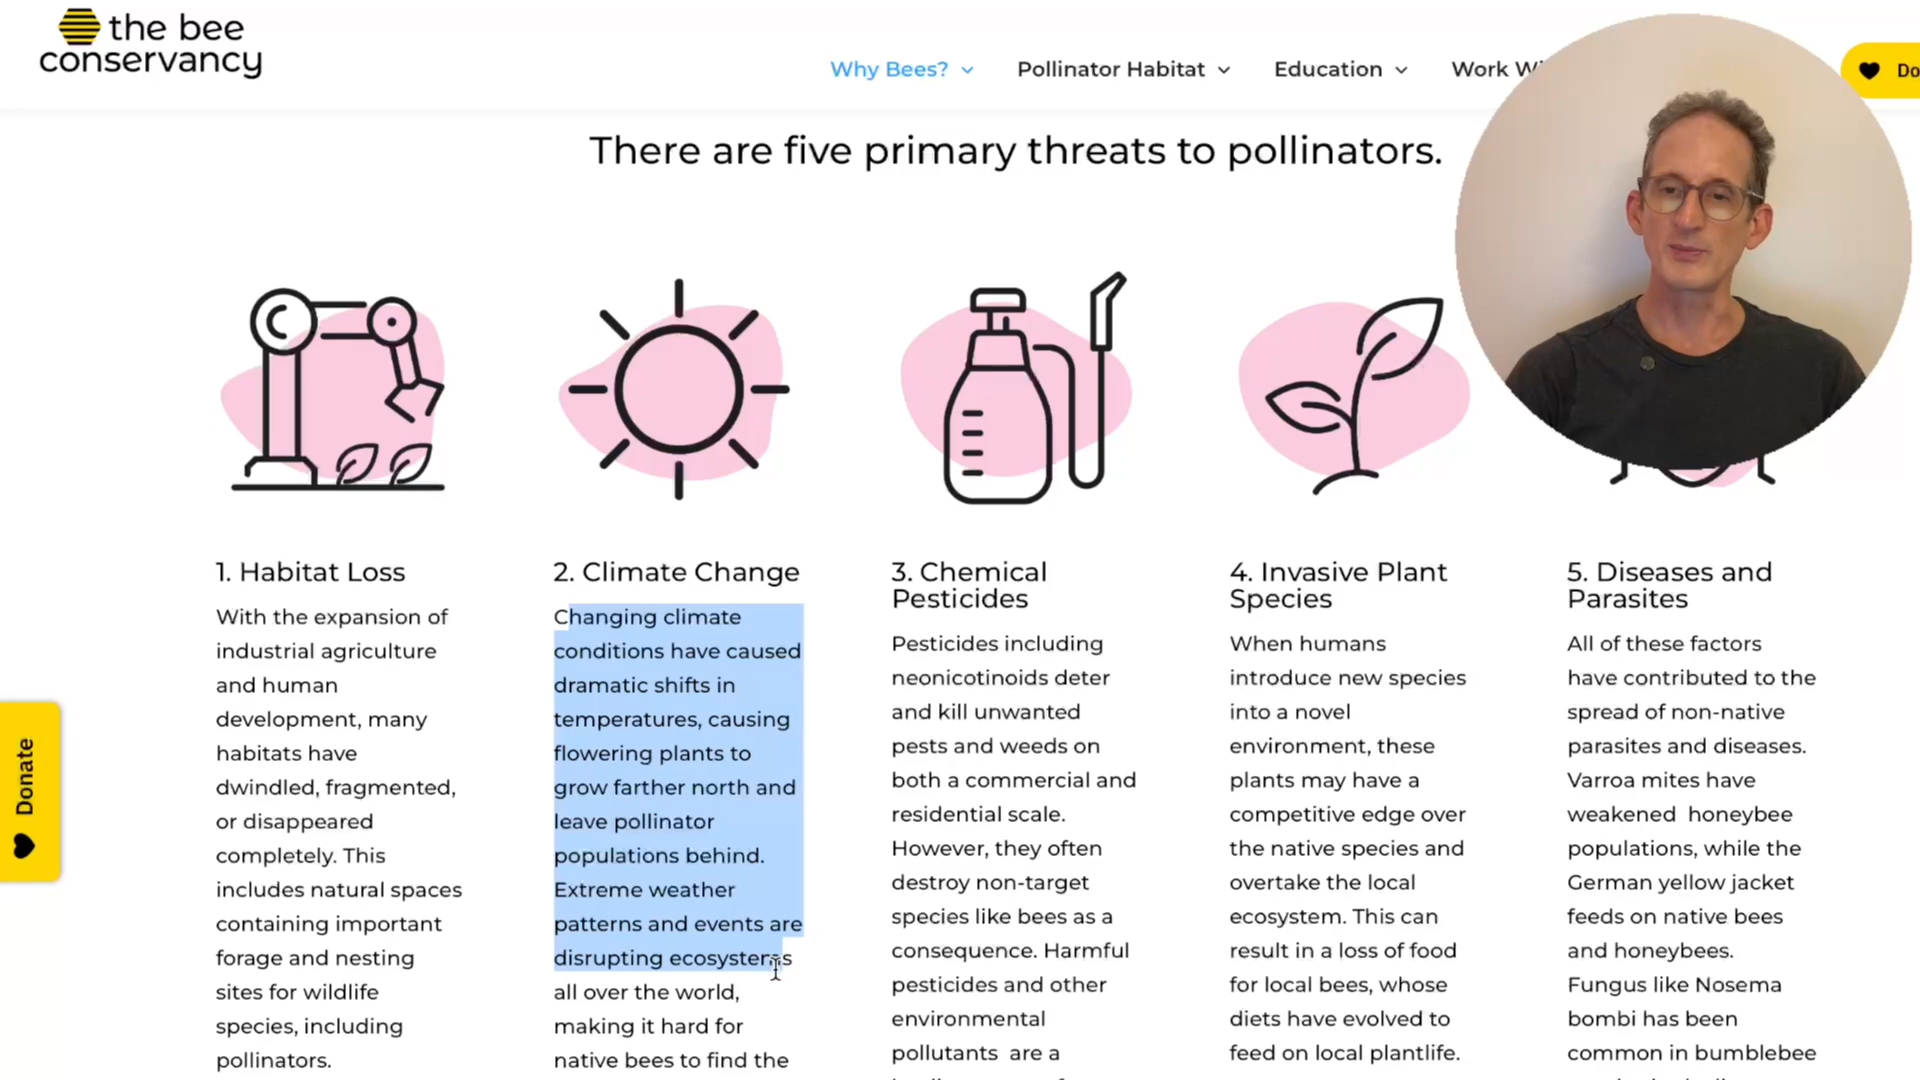 the bee
conservancy
Why Bees?
Pollinator Habitat
Education
Work
Do
There are five primary threats to pollinators.
1. Habitat Loss
With the expansion of
industrial agriculture
and human
development, many
habitats have
dwindled, fragmented,
or disappeared
completely. This
includes natural spaces
containing important
forage and nesting
sites for wildlife
species, including
pollinators.
2. Climate Change
Changing climate
conditions have caused
dramatic shifts in
temperatures, causing
flowering plants to
grow farther north and
leave pollinator
populations behind.
Extreme weather
patterns and events are
disrupting ecosystems
all over the world,
making it hard for
native bees to find the
3. Chemical
Pesticides
Pesticides including
neonicotinoids deter
and kill unwanted
pests and weeds on
both a commercial and
residential scale.
However, they often
destroy non-target
species like bees as a
consequence. Harmful
pesticides and other
environmental
pollutants are a
4. Invasive Plant
Species
When humans
introduce new species
into a novel
environment, these
plants may have a
competitive edge over
the native species and
overtake the local
ecosystem. This can
result in a loss of food
for local bees, whose
diets have evolved to
feed on local plantlife.
5. Diseases and
Parasites
All of these factors
have contributed to the
spread of non-native
parasites and diseases.
Varroa mites have
weakened honeybee
populations, while the
German yellow jacket
feeds on native bees
and honeybees.
Fungus like Nosema
bombi has been
common in bumblebee
Donate